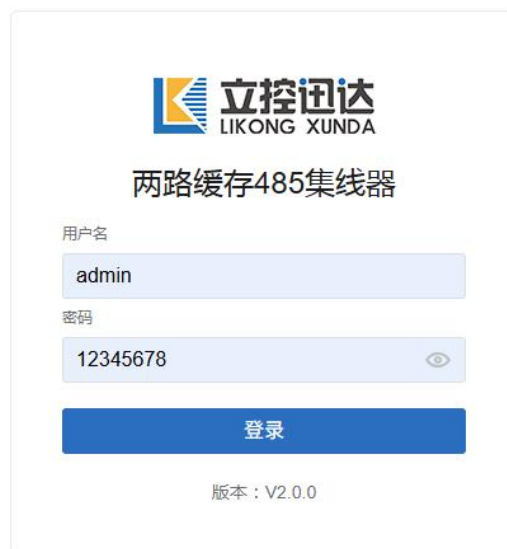 立控迅达
LIKONG XUNDA
两路缓存485集线器
用户名
admin
密码
12345678
登录
版本：V2.0.0